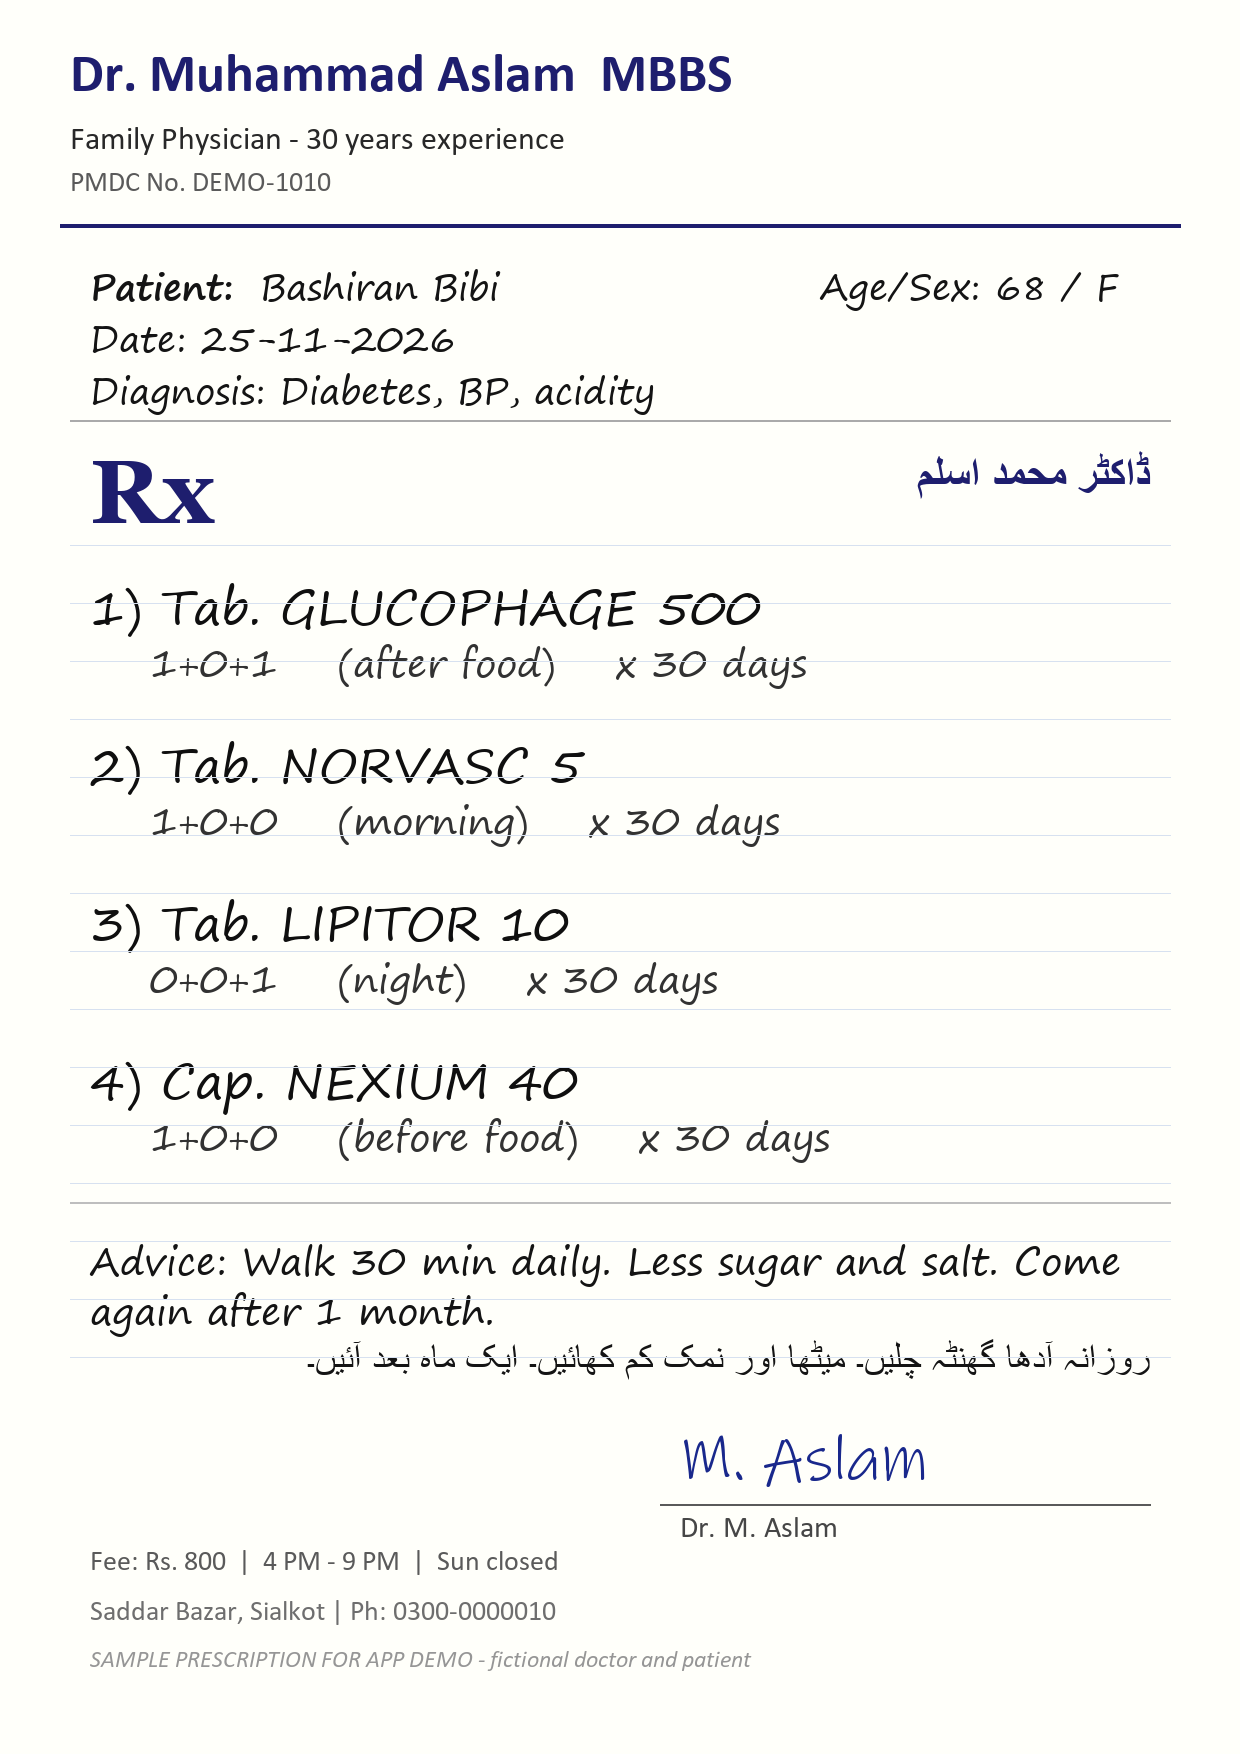 Dr. Muhammad Aslam MBBS
Family Physician - 30 years experience
PMDC No. DEMO-1010
Patient: Bashiran Bibi Age/Sex: 68 / F
Date: 25-11-2026
Diagnosis: Diabetes, BP, acidity
Rx ڈاکٹر محمد اسلم
1) Tab. GLUCOPHAGE 500
1+0+1 (after food) x 30 days
2) Tab. NORVASC 5
1+0+0 (morning) x 30 days
3) Tab. LIPITOR 10
0+0+1 (night) x 30 days
4) Cap. NEXIUM 40
1+0+0 (before food) x 30 days
Advice: Walk 30 min daily. Less sugar and salt. Come
again after 1 month.
روزانہ آدھا گھنٹہ چلیں۔ میٹھا اور نمک کم کھائیں۔ ایک ماہ بعد آئیں۔
M. Aslam
Dr. M. Aslam
Fee: Rs. 800 | 4 PM - 9 PM | Sun closed
Saddar Bazar, Sialkot | Ph: 0300-0000010
SAMPLE PRESCRIPTION FOR APP DEMO - fictional doctor and patient